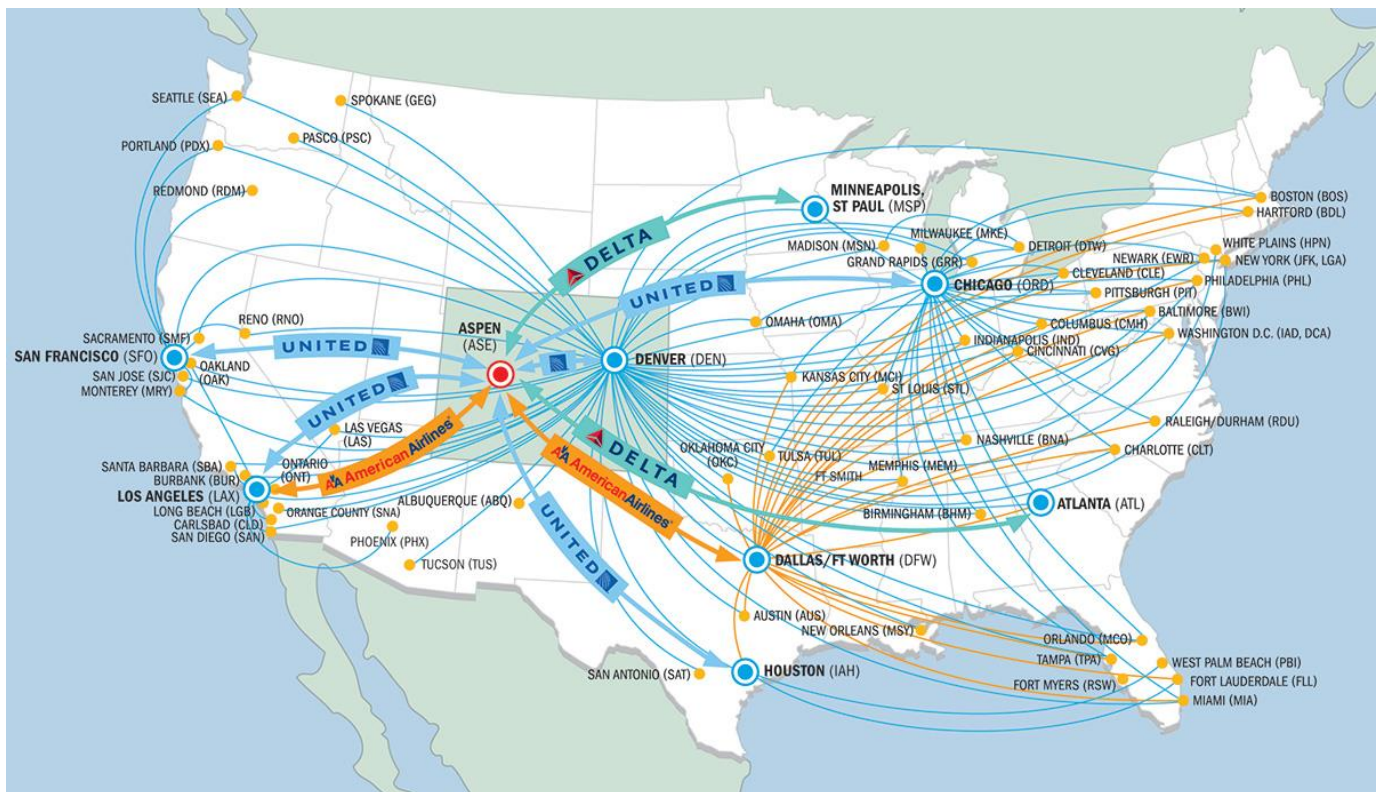 SEATTLE (SEA)
SPOKANE (GEG)
PORTLAND (PDX)
PASCO (PSC)
REDMOND (RDM)
MINNEAPOLIS,
ST PAUL (MSP)
BOSTON (BOS)
HARTFORD (BDL)
MADISON (MSN)
MILWAUKEE (MKE)
GRAND RAPIDS (GRR)
DETROIT (DTW)
WHITE PLAINS (HPN)
NEWARK (EWR)
NEW YORK (JFK, LGA)
CLEVELAND (CLE)
PHILADELPHIA (PHL)
CHICAGO (ORD)
PITTSBURGH (PIT)
BALTIMORE (BWI)
DELTA
UNITED
SACRAMENTO (SMF)
RENO (RNO)
ASPEN
(ASE)
OMAHA (OMA)
COLUMBUS (CMH)
WASHINGTON D.C. (IAD, DCA)
INDIANAPOLIS (IND)
CINCINNATI (CVG)
SAN FRANCISCO (SFO)
UNITED
DENVER (DEN)
OAKLAND
(OAK)
SAN JOSE (SJC)
MONTEREY (MRY)
KANSAS CITY (MCI)
ST LOUIS (STL)
UNITED
LAS VEGAS
(LAS)
RALEIGH/DURHAM (RDU)
NASHVILLE (BNA)
CHARLOTTE (CLT)
AmericanAirlines
DELTA
OKLAHOMA CITY
(OKC)
TULSA (TUL)
MEMPHIS (MEM)
FT SMITH
SANTA BARBARA (SBA)
BURBANK (BUR)
ONTARIO
(ONT)
LOS ANGELES (LAX)
LONG BEACH (LGB)
ORANGE COUNTY (SNA)
CARLSBAD (CLD)
SAN DIEGO (SAN)
ALBUQUERQUE (ABQ)
AmericanAirlines
BIRMINGHAM (BHM)
ATLANTA (ATL)
PHOENIX (PHX)
TUCSON (TUS)
UNITED
DALLAS/FT WORTH (DFW)
AUSTIN (AUS)
NEW ORLEANS (MSY)
ORLANDO (MCO)
SAN ANTONIO (SAT)
HOUSTON (IAH)
TAMPA (TPA)
WEST PALM BEACH (PBI)
FORT MYERS (RSW)
FORT LAUDERDALE (FLL)
MIAMI (MIA)